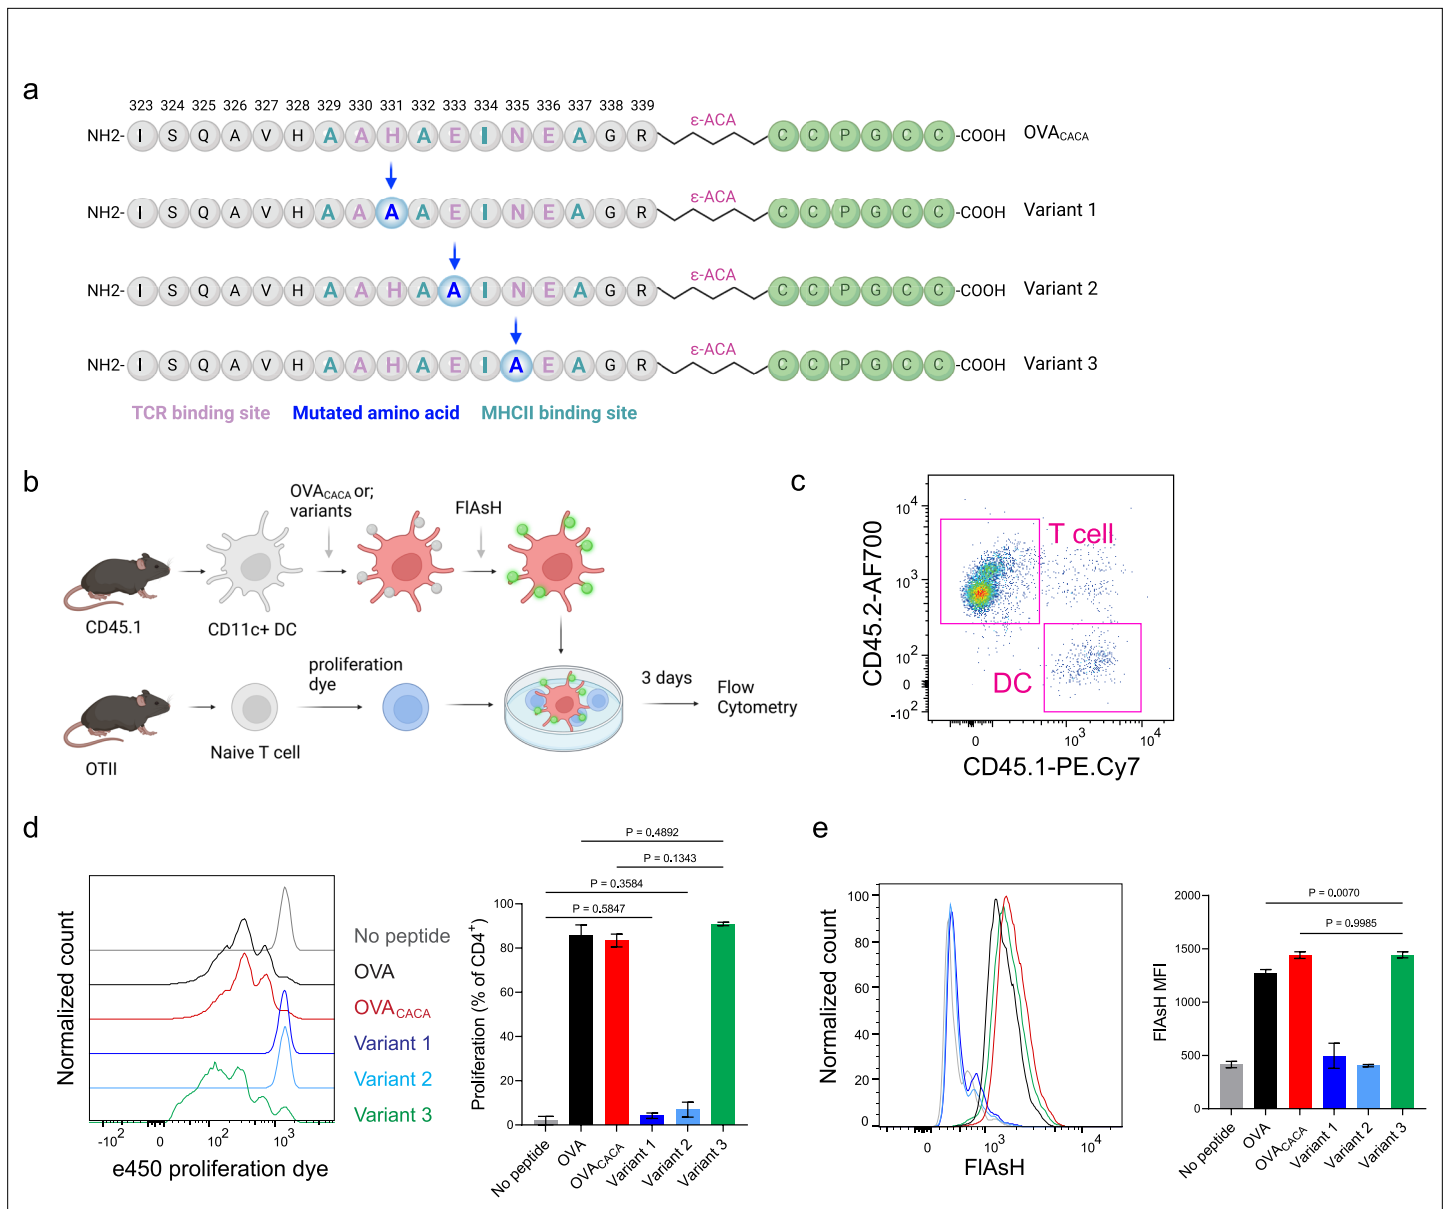 a
323 324 325 326 327 328 329 330 331 332 333 334 335 336 337 338 339
NH2- I S Q A V H A A H A E I N E A G R ε-ACA C C P G C C -COOH OVACACA
NH2- I S Q A V H A A A A E I N E A G R ε-ACA C C P G C C -COOH Variant 1
NH2- I S Q A V H A A H A A I N E A G R ε-ACA C C P G C C -COOH Variant 2
NH2- I S Q A V H A A H A E I A E A G R ε-ACA C C P G C C -COOH Variant 3
TCR binding site Mutated amino acid MHCII binding site
b
OVACACA or;
variants
FlAsH
CD45.1
CD11c+ DC
proliferation
dye
3 days
Flow
Cytometry
Naive T cell
OTII
c
CD45.2-AF700
10^4
10^3
10^2
0
-10^2
T cell
DC
0 10^3 10^4
CD45.1-PE.Cy7
d
Normalized count
No peptide
OVA
OVACACA
Variant 1
Variant 2
Variant 3
-10^2 0 10^2 10^3
e450 proliferation dye
P = 0.4892
P = 0.1343
P = 0.3584
P = 0.5847
Proliferation (% of CD4+)
100
80
60
40
20
0
No peptide
OVA
OVACACA
Variant 1
Variant 2
Variant 3
e
Normalized count
100
80
60
40
20
0
0 10^3 10^4
FlAsH
P = 0.0070
P = 0.9985
FlAsH MFI
2000
1500
1000
500
0
No peptide
OVA
OVACACA
Variant 1
Variant 2
Variant 3